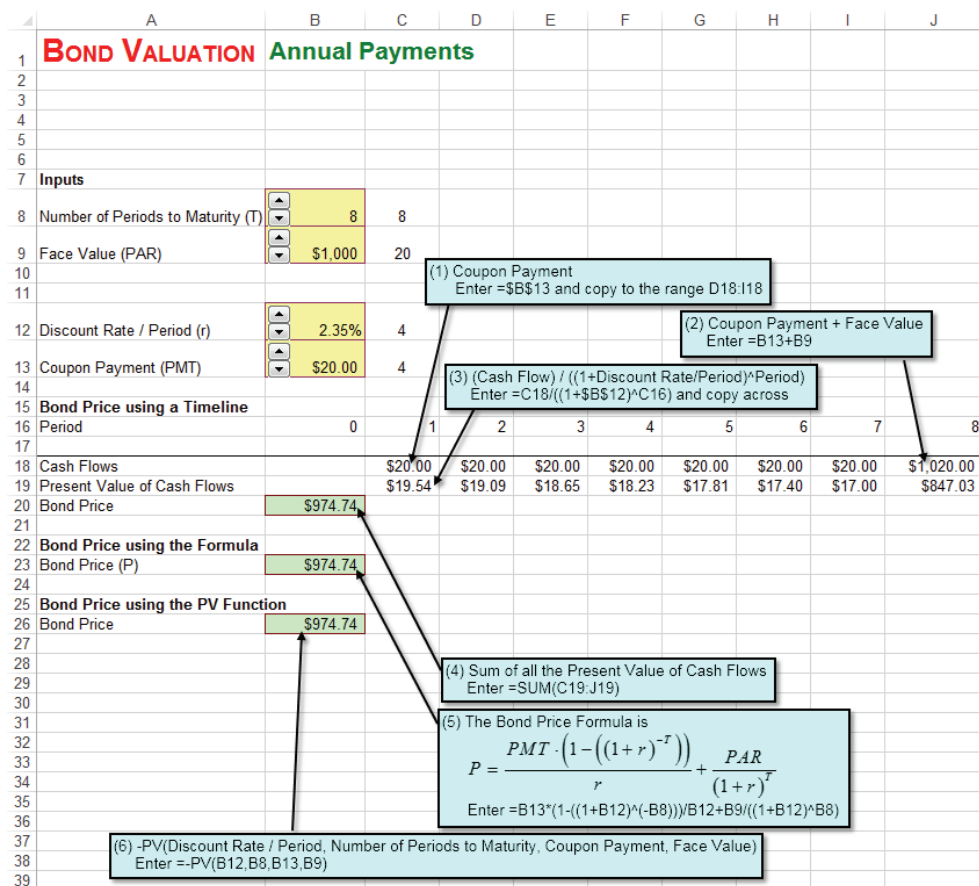 A B C D E F G H I J
1 BOND VALUATION Annual Payments
2
3
4
5
6
7 Inputs
8 Number of Periods to Maturity (T) 8 8
9 Face Value (PAR) $1,000 20
10
(1) Coupon Payment
11
Enter =$B$13 and copy to the range D18:I18
12 Discount Rate / Period (r) 2.35% 4
(2) Coupon Payment + Face Value
Enter =B13+B9
13 Coupon Payment (PMT) $20.00 4
14
(3) (Cash Flow) / ((1+Discount Rate/Period)^Period)
Enter =C18/((1+$B$12)^C16) and copy across
15 Bond Price using a Timeline
16 Period 0 1 2 3 4 5 6 7 8
17
18 Cash Flows $20.00 $20.00 $20.00 $20.00 $20.00 $20.00 $20.00 $1,020.00
19 Present Value of Cash Flows $19.54 $19.09 $18.65 $18.23 $17.81 $17.40 $17.00 $847.03
20 Bond Price $974.74
21
22 Bond Price using the Formula
23 Bond Price (P) $974.74
24
25 Bond Price using the PV Function
26 Bond Price $974.74
27
28
(4) Sum of all the Present Value of Cash Flows
29
Enter =SUM(C19:J19)
30
31
(5) The Bond Price Formula is
32
33
P = PMT · (1 − ((1 + r)^−T)) / r + PAR / (1 + r)^T
34
35
Enter =B13*(1-((1+B12)^(-B8)))/B12+B9/((1+B12)^B8)
36
37
(6) -PV(Discount Rate / Period, Number of Periods to Maturity, Coupon Payment, Face Value)
38
Enter =-PV(B12,B8,B13,B9)
39